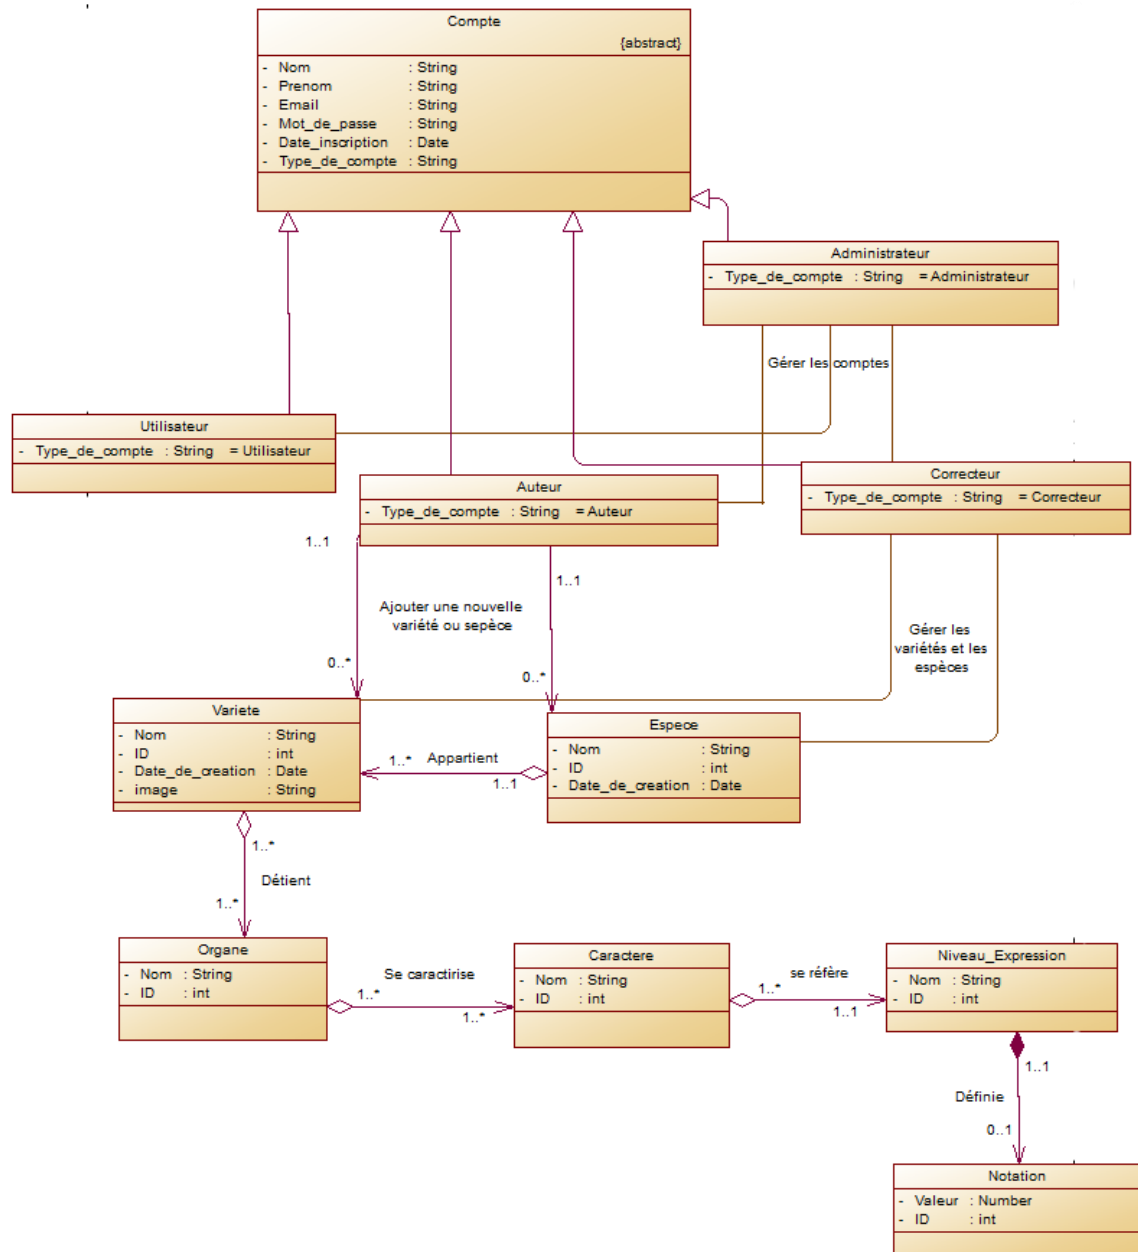 Compte
{abstract}
- Nom : String
- Prenom : String
- Email : String
- Mot_de_passe : String
- Date_inscription : Date
- Type_de_compte : String
Administrateur
- Type_de_compte : String = Administrateur
Gérer les comptes
Utilisateur
- Type_de_compte : String = Utilisateur
Auteur
- Type_de_compte : String = Auteur
Correcteur
- Type_de_compte : String = Correcteur
1..1
1..1
Ajouter une nouvelle
variété ou sepèce
Gérer les
variétés et les
espèces
0..*
0..*
Variete
- Nom : String
- ID : int
- Date_de_creation : Date
- image : String
1..*
Appartient
1..1
Espece
- Nom : String
- ID : int
- Date_de_creation : Date
1..*
Détient
1..*
Organe
- Nom : String
- ID : int
Se caractirise
1..*
1..*
Caractere
- Nom : String
- ID : int
se réfère
1..*
1..1
Niveau_Expression
- Nom : String
- ID : int
1..1
Définie
0..1
Notation
- Valeur : Number
- ID : int